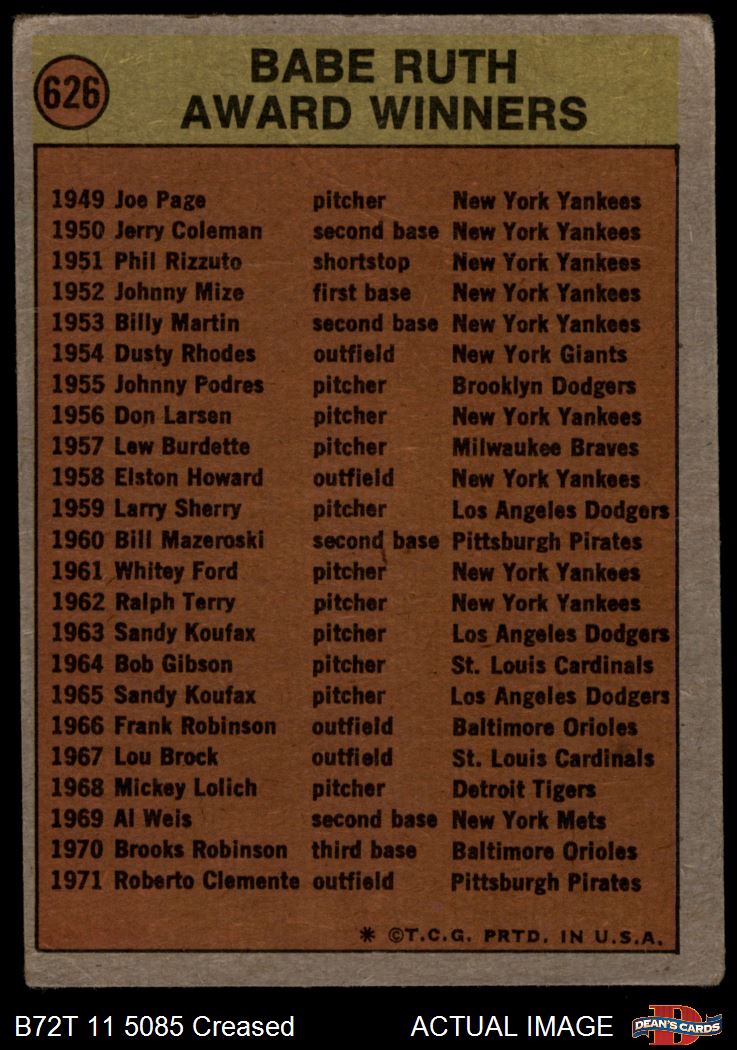 626
BABE RUTH
AWARD WINNERS
1949 Joe Page pitcher New York Yankees
1950 Jerry Coleman second base New York Yankees
1951 Phil Rizzuto shortstop New York Yankees
1952 Johnny Mize first base New York Yankees
1953 Billy Martin second base New York Yankees
1954 Dusty Rhodes outfield New York Giants
1955 Johnny Podres pitcher Brooklyn Dodgers
1956 Don Larsen pitcher New York Yankees
1957 Lew Burdette pitcher Milwaukee Braves
1958 Elston Howard outfield New York Yankees
1959 Larry Sherry pitcher Los Angeles Dodgers
1960 Bill Mazeroski second base Pittsburgh Pirates
1961 Whitey Ford pitcher New York Yankees
1962 Ralph Terry pitcher New York Yankees
1963 Sandy Koufax pitcher Los Angeles Dodgers
1964 Bob Gibson pitcher St. Louis Cardinals
1965 Sandy Koufax pitcher Los Angeles Dodgers
1966 Frank Robinson outfield Baltimore Orioles
1967 Lou Brock outfield St. Louis Cardinals
1968 Mickey Lolich pitcher Detroit Tigers
1969 Al Weis second base New York Mets
1970 Brooks Robinson third base Baltimore Orioles
1971 Roberto Clemente outfield Pittsburgh Pirates
* ©T.C.G. PRTD. IN U.S.A.
B72T 11 5085 Creased ACTUAL IMAGE DEAN'S CARDS